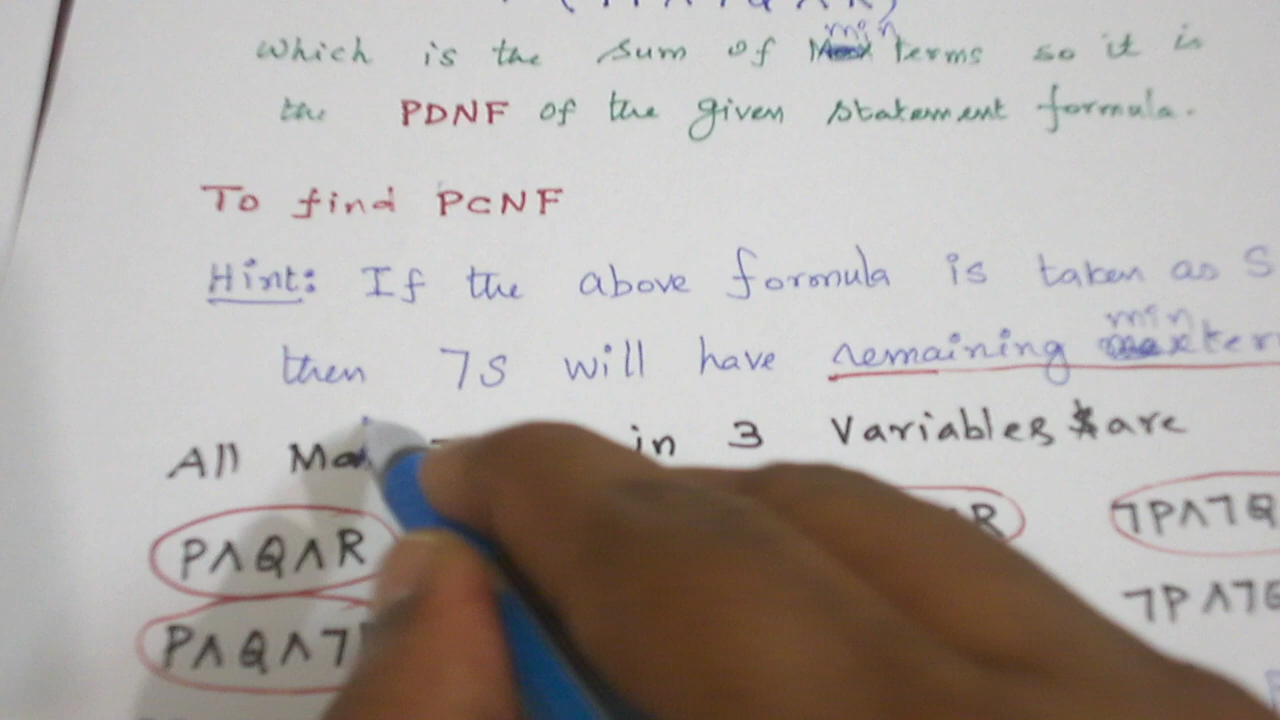 which is the sum of min terms so it is
the PDNF of the given statement formula.
To find PCNF
Hint: If the above formula is taken as S
then 7S will have remaining min
All in 3 Variables are
P∧Q∧R R ¬P∧¬Q
P∧Q∧¬ ¬P∧¬